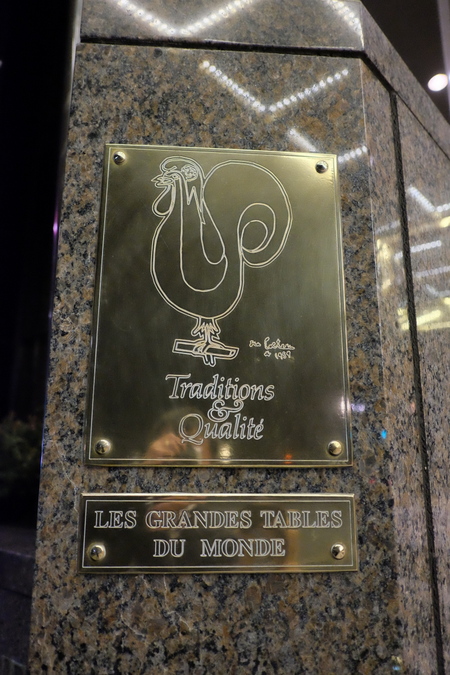 Traditions
&
Qualité
LES GRANDES TABLES
DU MONDE